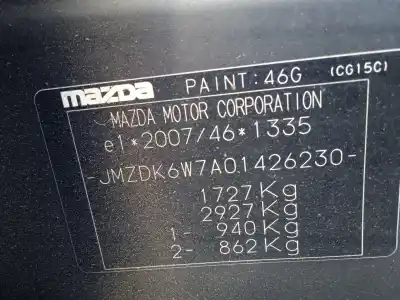 mazda PAINT: 46G (CG15C)
MAZDA MOTOR CORPORATION
e1*2007/46*1335
-JMZDK6W7A01426230-
1727Kg
2927Kg
1- 940Kg
2- 862Kg